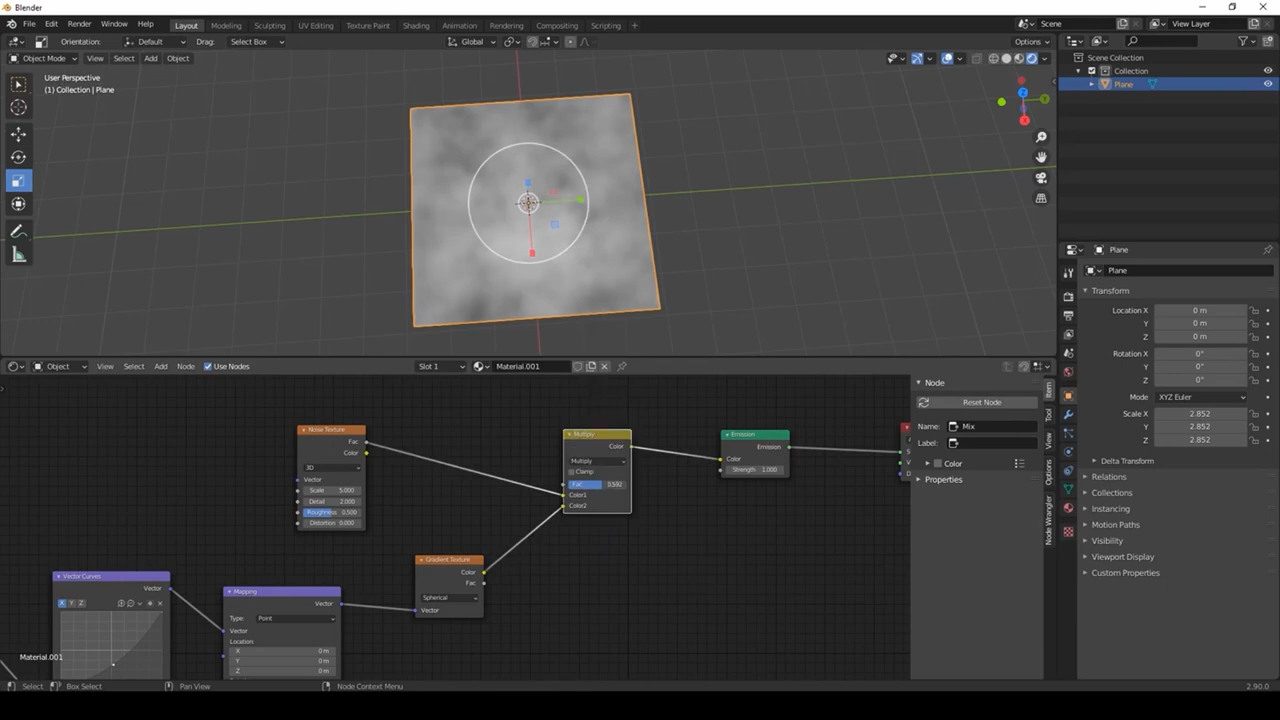 Blender
File Edit Render Window Help Layout Modeling Sculpting UV Editing Texture Paint Shading Animation Rendering Compositing Scripting Scene View Layer
Orientation: Default Drag: Select Box Global Options
Object Mode View Select Add Object
User Perspective
(1) Collection | Plane
Scene Collection
Collection
Plane
Plane
Plane
Transform
Location X 0 m
Y 0 m
Z 0 m
Rotation X 0°
Y 0°
Z 0°
Mode XYZ Euler
Scale X 2.852
Y 2.852
Z 2.852
Delta Transform
Relations
Collections
Instancing
Motion Paths
Visibility
Viewport Display
Custom Properties
Object View Select Add Node Use Nodes Slot 1 Material.001
Noise Texture
Fac
Color
3D
Vector
Scale 5.000
Detail 2.000
Roughness 0.500
Distortion 0.000
Multiply
Color
Multiply
Clamp
Fac
Color1
Color2
Emission
Emission
Color
Strength 1.000
Gradient Texture
Color
Fac
Spherical
Vector
Vector Curves
Vector
X Y Z
Mapping
Vector
Type: Point
Vector
Location:
X 0 m
Y 0 m
Z 0 m
Material.001
Node
Reset Node
Name: Mix
Label:
Color
Properties
Item
Tool
View
Options
Node Wrangler
Select Box Select Pan View Node Context Menu 2.90.0